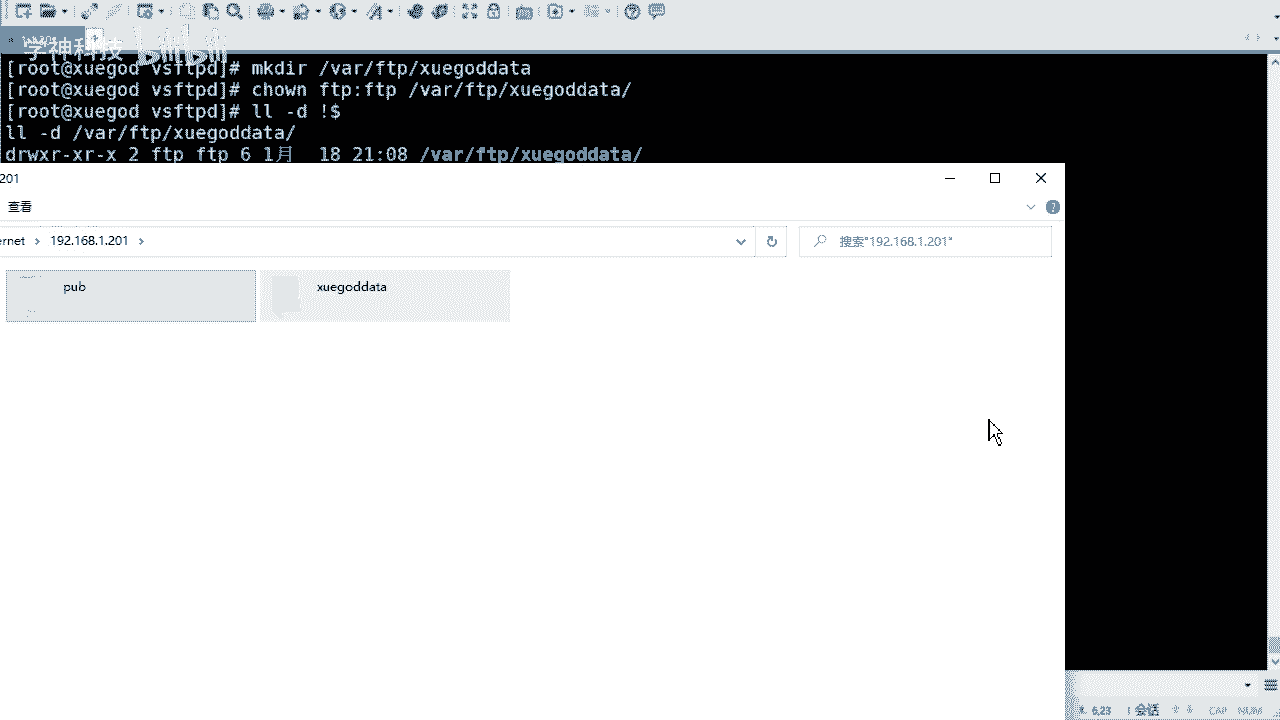 学神科技 bilibili
[root@xuegod vsftpd]# mkdir /var/ftp/xuegoddata
[root@xuegod vsftpd]# chown ftp:ftp /var/ftp/xuegoddata/
[root@xuegod vsftpd]# ll -d !$
ll -d /var/ftp/xuegoddata/
drwxr-xr-x 2 ftp ftp 6 1月  18 21:08 /var/ftp/xuegoddata/
201
查看
ernet > 192.168.1.201 >
搜索"192.168.1.201"
pub
xuegoddata
6,23
会话
CAP NUM